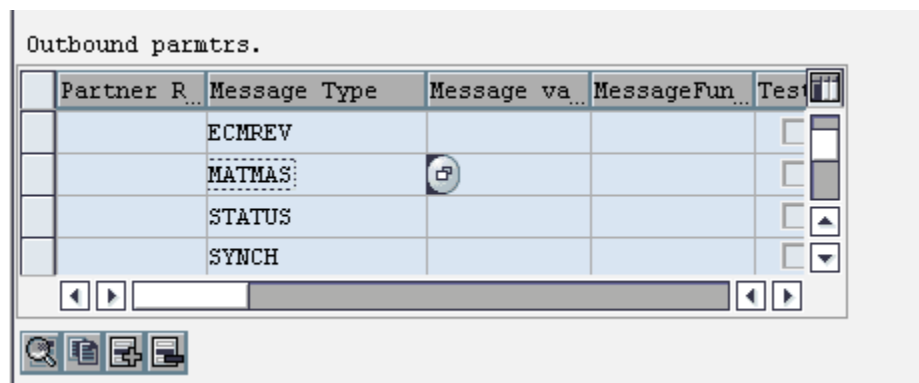 Outbound parmtrs.
Partner R... Message Type Message va... MessageFun... Test
ECMREV
MATMAS
STATUS
SYNCH